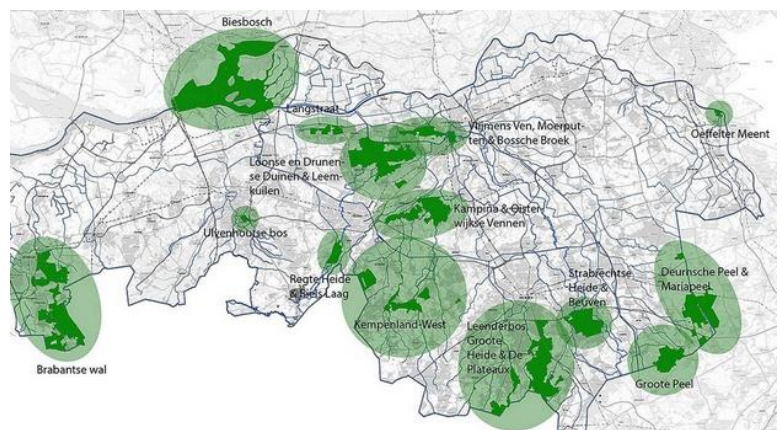 Biesbosch
Langstraat
Vlijmens Ven, Moerput-
ten & Bossche Broek
Oeffelter Meent
Loonse en Drunen-
se Duinen & Leem-
kuilen
Kampina & Oister-
wijkse Vennen
Ulvenhoutse bos
Regte Heide
& Riels Laag
Strabrechtse
Heide &
Beuven
Deurnsche Peel &
Mariapeel
Kempenland-West
Leenderbos,
Groote
Heide & De
Plateaux
Brabantse wal
Groote Peel